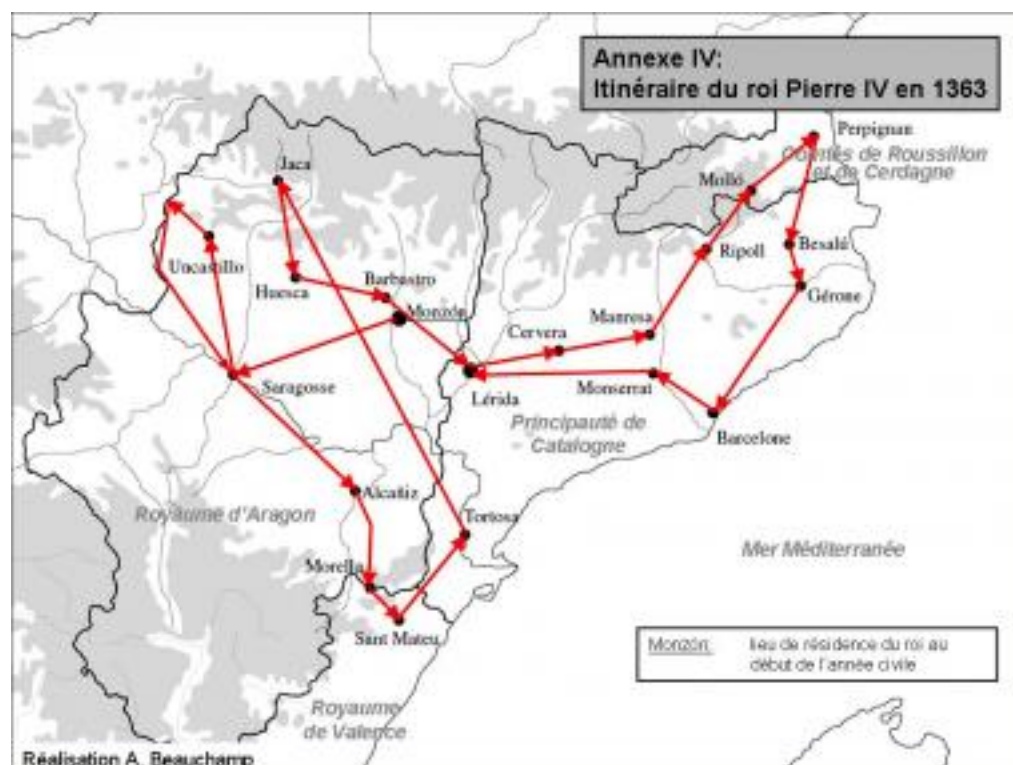 Annexe IV:
Itinéraire du roi Pierre IV en 1363
Perpignan
Comtés de Roussillon
et de Cerdagne
Jaca
Molló
Ripoll
Besalú
Uncastillo
Huesca
Barbastro
Monzón
Gérone
Cervera
Manresa
Saragosse
Lérida
Monserrat
Principauté de
Catalogne
Barcelone
Alcañiz
Royaume d'Aragon
Tortosa
Mer Méditerranée
Morella
Sant Mateu
Monzón: lieu de résidence du roi au
début de l'année civile
Royaume
de Valence
Réalisation A. Beauchamp